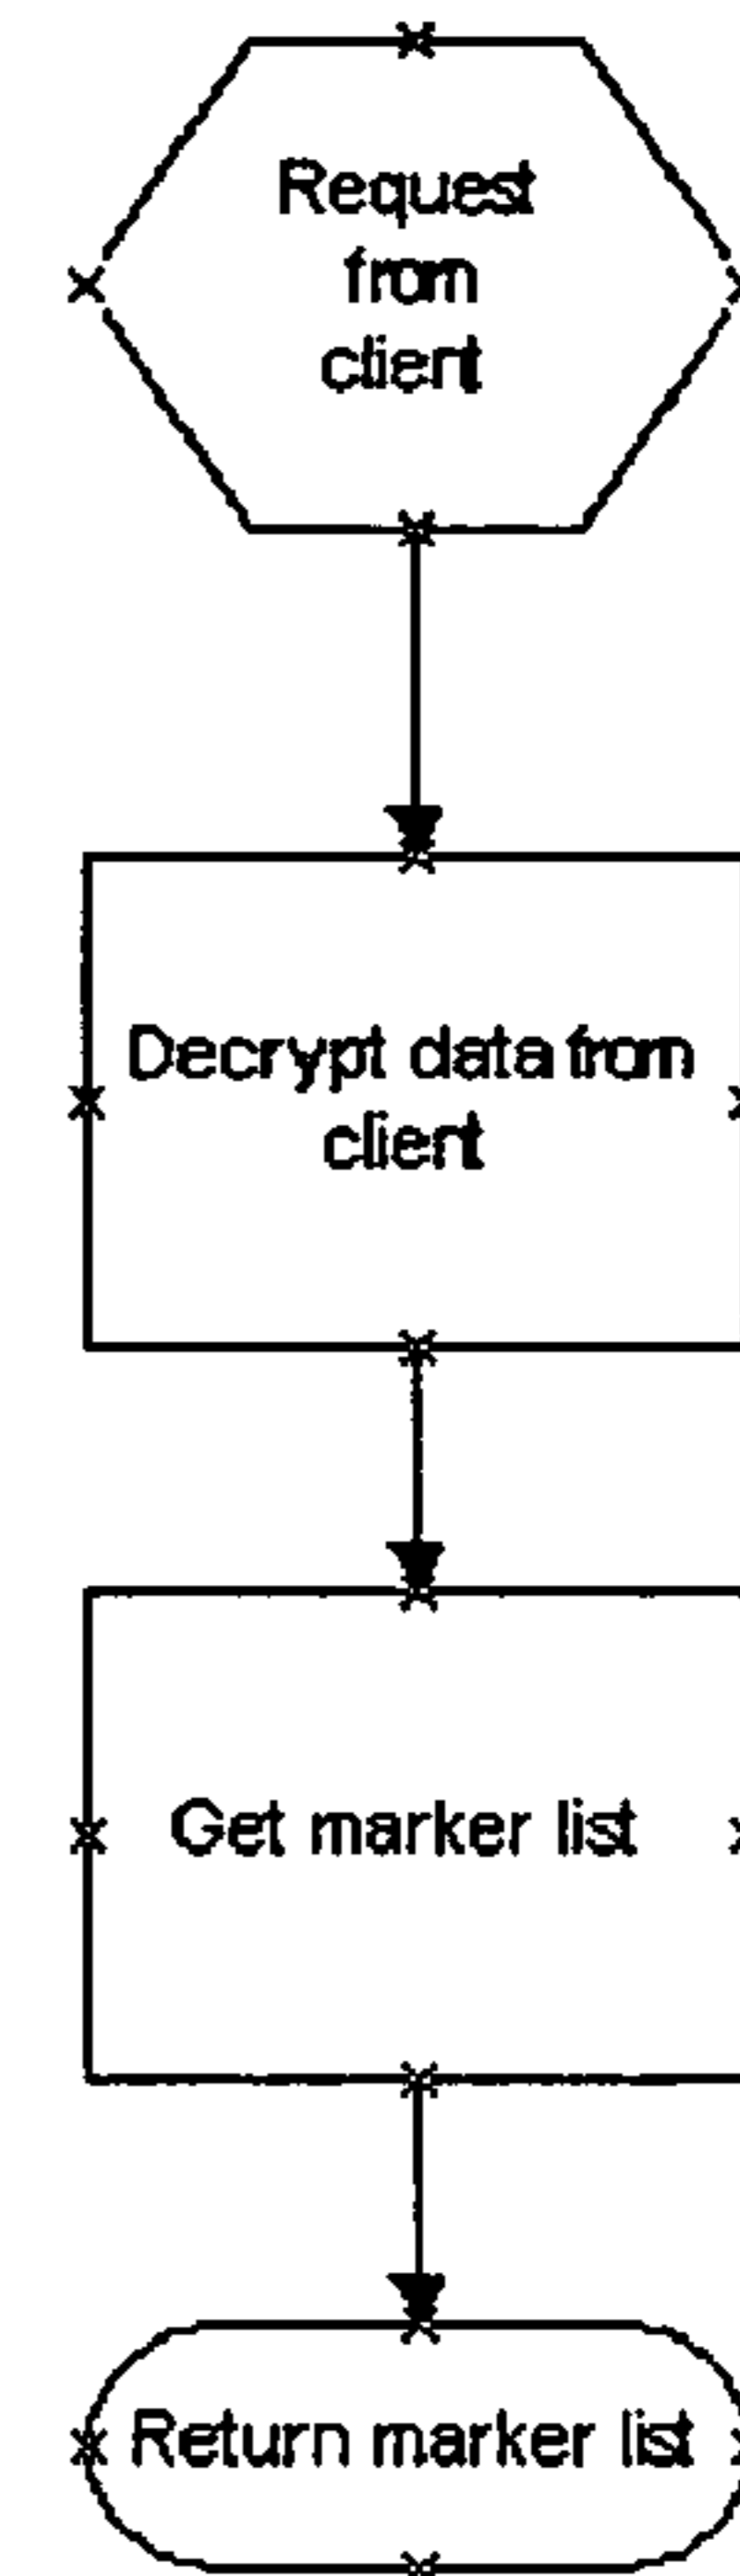 Request
from
client
Decrypt data from
client
Get marker list
Return marker list